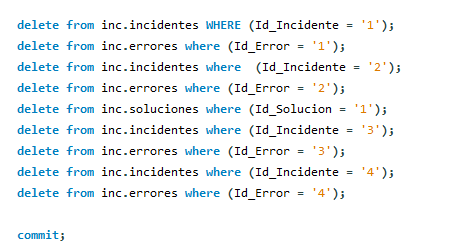 delete from inc.incidentes WHERE (Id_Incidente = '1');
delete from inc.errores where (Id_Error = '1');
delete from inc.incidentes where  (Id_Incidente = '2');
delete from inc.errores where (Id_Error = '2');
delete from inc.soluciones where (Id_Solucion = '1');
delete from inc.incidentes where (Id_Incidente = '3');
delete from inc.errores where (Id_Error = '3');
delete from inc.incidentes where (Id_Incidente = '4');
delete from inc.errores where (Id_Error = '4');
commit;